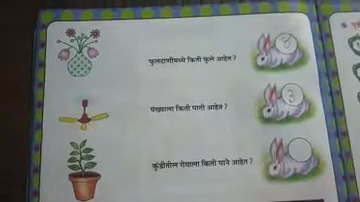 फुलदाणीमध्ये किती फुले आहेत ?
पंख्याला किती पाती आहेत ?
कुंडीतील रोपाला किती पाने आहेत ?